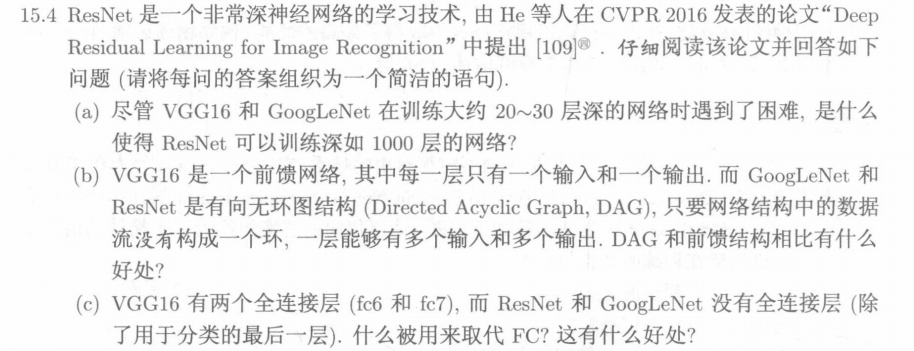 15.4 ResNet 是一个非常深神经网络的学习技术, 由 He 等人在 CVPR 2016 发表的论文“Deep
Residual Learning for Image Recognition”中提出 [109]⑱. 仔细阅读该论文并回答如下
问题 (请将每问的答案组织为一个简洁的语句).
(a) 尽管 VGG16 和 GoogLeNet 在训练大约 20~30 层深的网络时遇到了困难, 是什么
使得 ResNet 可以训练深如 1000 层的网络?
(b) VGG16 是一个前馈网络, 其中每一层只有一个输入和一个输出. 而 GoogLeNet 和
ResNet 是有向无环图结构 (Directed Acyclic Graph, DAG), 只要网络结构中的数据
流没有构成一个环, 一层能够有多个输入和多个输出. DAG 和前馈结构相比有什么
好处?
(c) VGG16 有两个全连接层 (fc6 和 fc7), 而 ResNet 和 GoogLeNet 没有全连接层 (除
了用于分类的最后一层). 什么被用来取代 FC? 这有什么好处?